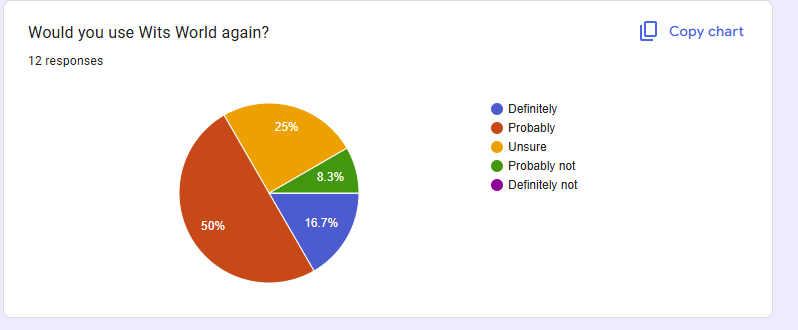 Would you use Wits World again?
Copy chart
12 responses
Definitely
Probably
Unsure
Probably not
Definitely not
25%
8.3%
16.7%
50%